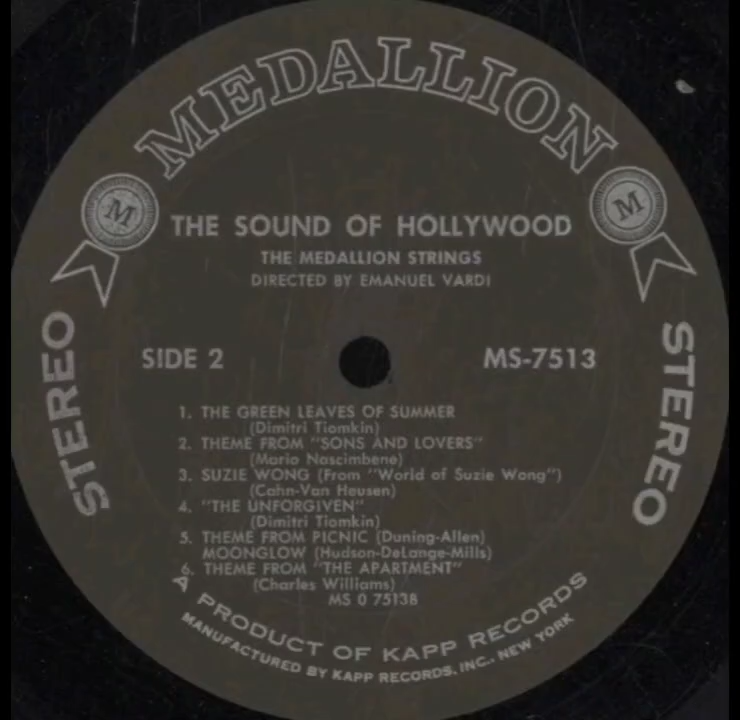 MEDALLION
M
M
THE SOUND OF HOLLYWOOD
THE MEDALLION STRINGS
DIRECTED BY EMANUEL VARDI
STEREO
STEREO
SIDE 2
MS-7513
1. THE GREEN LEAVES OF SUMMER
(Dimitri Tiomkin)
2. THEME FROM "SONS AND LOVERS"
(Mario Nascimbene)
3. SUZIE WONG (From "World of Suzie Wong")
(Cahn-Van Heusen)
4. "THE UNFORGIVEN"
(Dimitri Tiomkin)
5. THEME FROM PICNIC (Duning-Allen)
MOONGLOW (Hudson-DeLange-Mills)
6. THEME FROM "THE APARTMENT"
(Charles Williams)
MS 0 7513B
A PRODUCT OF KAPP RECORDS
MANUFACTURED BY KAPP RECORDS, INC., NEW YORK